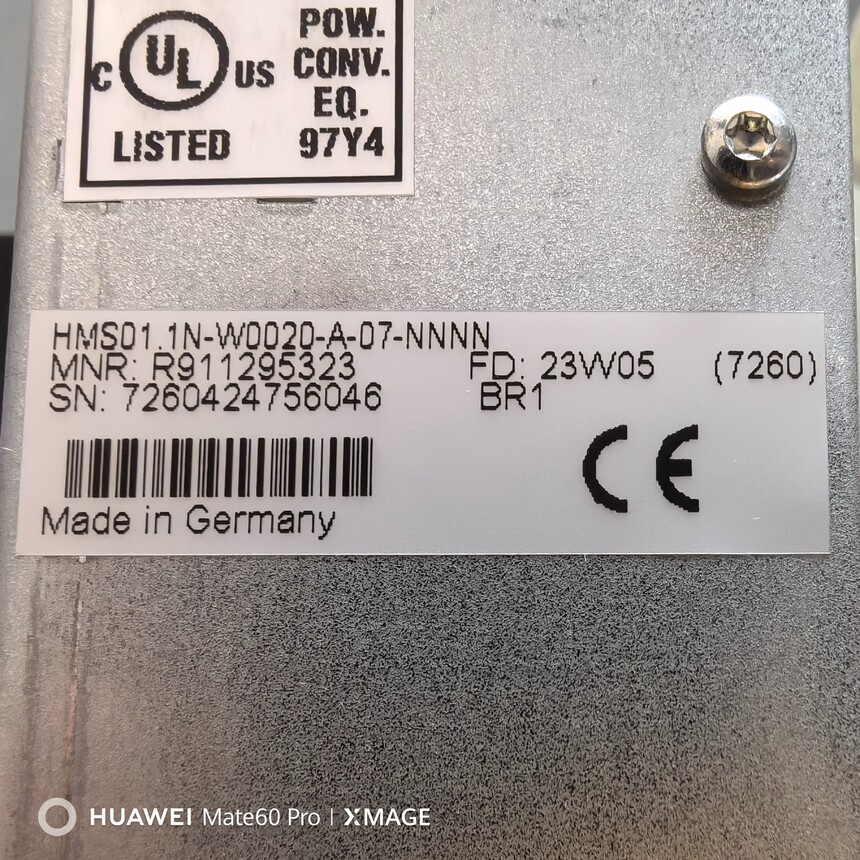 POW.
CONV.
EQ.
97Y4
C UL US
LISTED
HMS01.1N-W0020-A-07-NNNN
MNR: R911295323 FD: 23W05 (7260)
SN: 7260424756046 BR1
CE
Made in Germany
HUAWEI Mate60 Pro | XMAGE